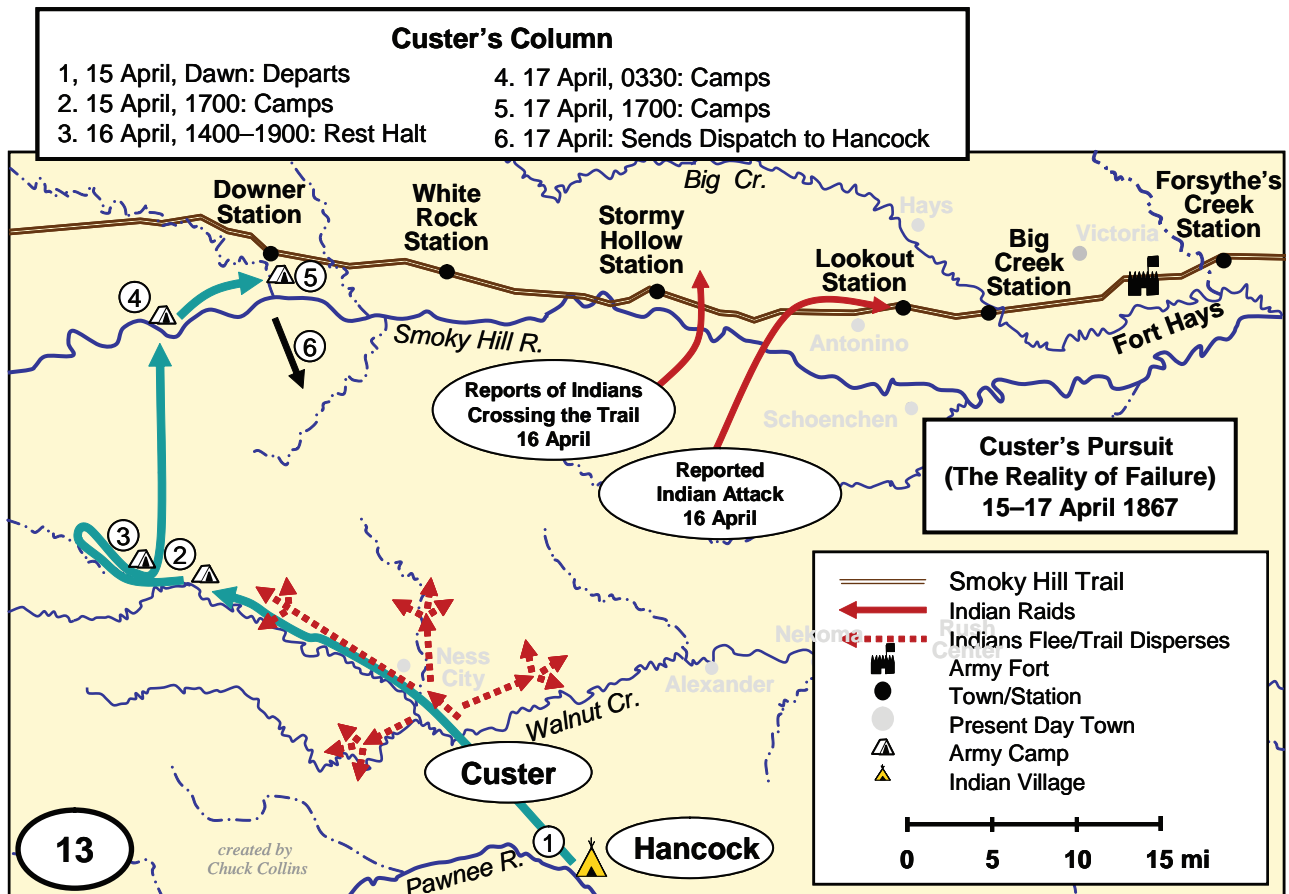 Custer's Column
1, 15 April, Dawn: Departs
2. 15 April, 1700: Camps
3. 16 April, 1400–1900: Rest Halt
4. 17 April, 0330: Camps
5. 17 April, 1700: Camps
6. 17 April: Sends Dispatch to Hancock
Big Cr.
Downer
Station
White
Rock
Station
Stormy
Hollow
Station
Hays
Lookout
Station
Big
Creek
Station
Victoria
Forsythe's
Creek
Station
Fort Hays
4
5
6
Smoky Hill R.
Antonino
Schoenchen
Reports of Indians
Crossing the Trail
16 April
Reported
Indian Attack
16 April
Custer's Pursuit
(The Reality of Failure)
15–17 April 1867
3
2
Ness
City
Alexander
Nekoma
Rush
Center
Walnut Cr.
Custer
1
Hancock
Pawnee R.
13
created by
Chuck Collins
Smoky Hill Trail
Indian Raids
Indians Flee/Trail Disperses
Army Fort
Town/Station
Present Day Town
Army Camp
Indian Village
0 5 10 15 mi